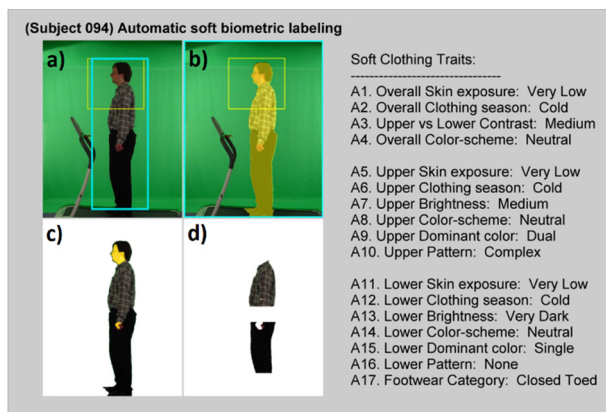 (Subject 094) Automatic soft biometric labeling
a)
b)
c)
d)
Soft Clothing Traits:
--------------------------------
A1. Overall Skin exposure: Very Low
A2. Overall Clothing season: Cold
A3. Upper vs Lower Contrast: Medium
A4. Overall Color-scheme: Neutral
A5. Upper Skin exposure: Very Low
A6. Upper Clothing season: Cold
A7. Upper Brightness: Medium
A8. Upper Color-scheme: Neutral
A9. Upper Dominant color: Dual
A10. Upper Pattern: Complex
A11. Lower Skin exposure: Very Low
A12. Lower Clothing season: Cold
A13. Lower Brightness: Very Dark
A14. Lower Color-scheme: Neutral
A15. Lower Dominant color: Single
A16. Lower Pattern: None
A17. Footwear Category: Closed Toed